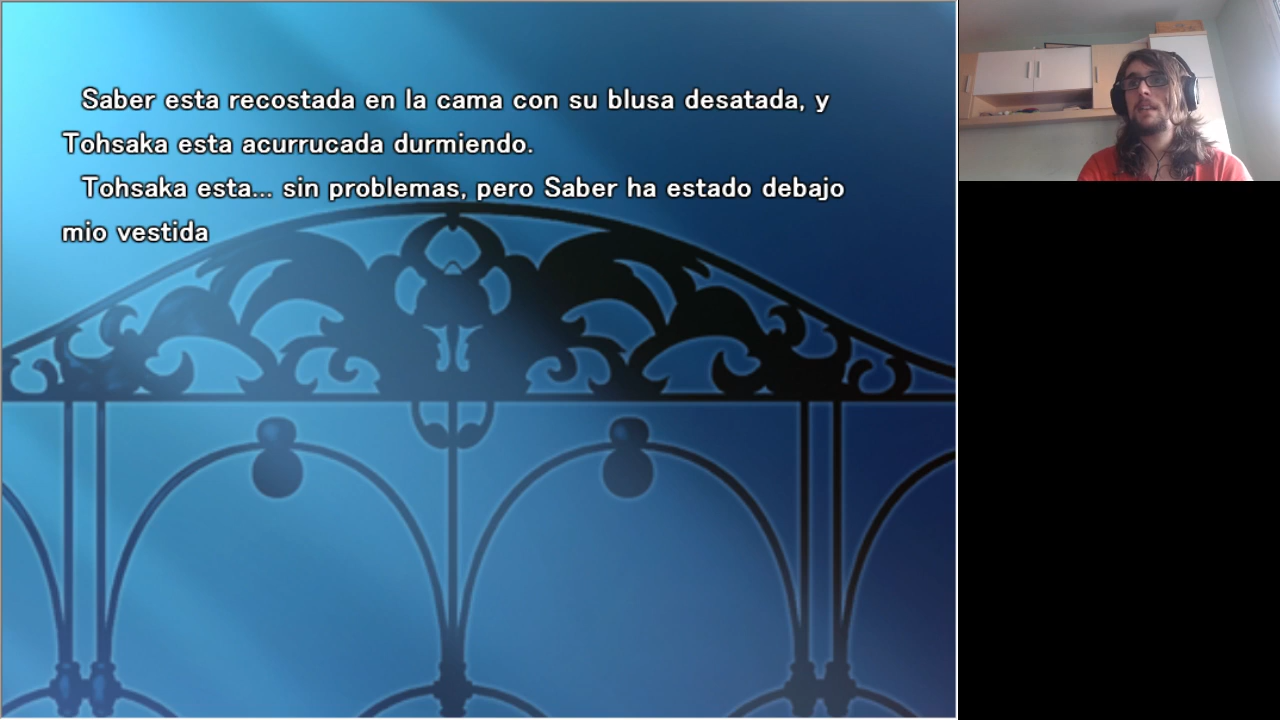 Saber esta recostada en la cama con su blusa desatada, y
Tohsaka esta acurrucada durmiendo.
Tohsaka esta... sin problemas, pero Saber ha estado debajo
mio vestida